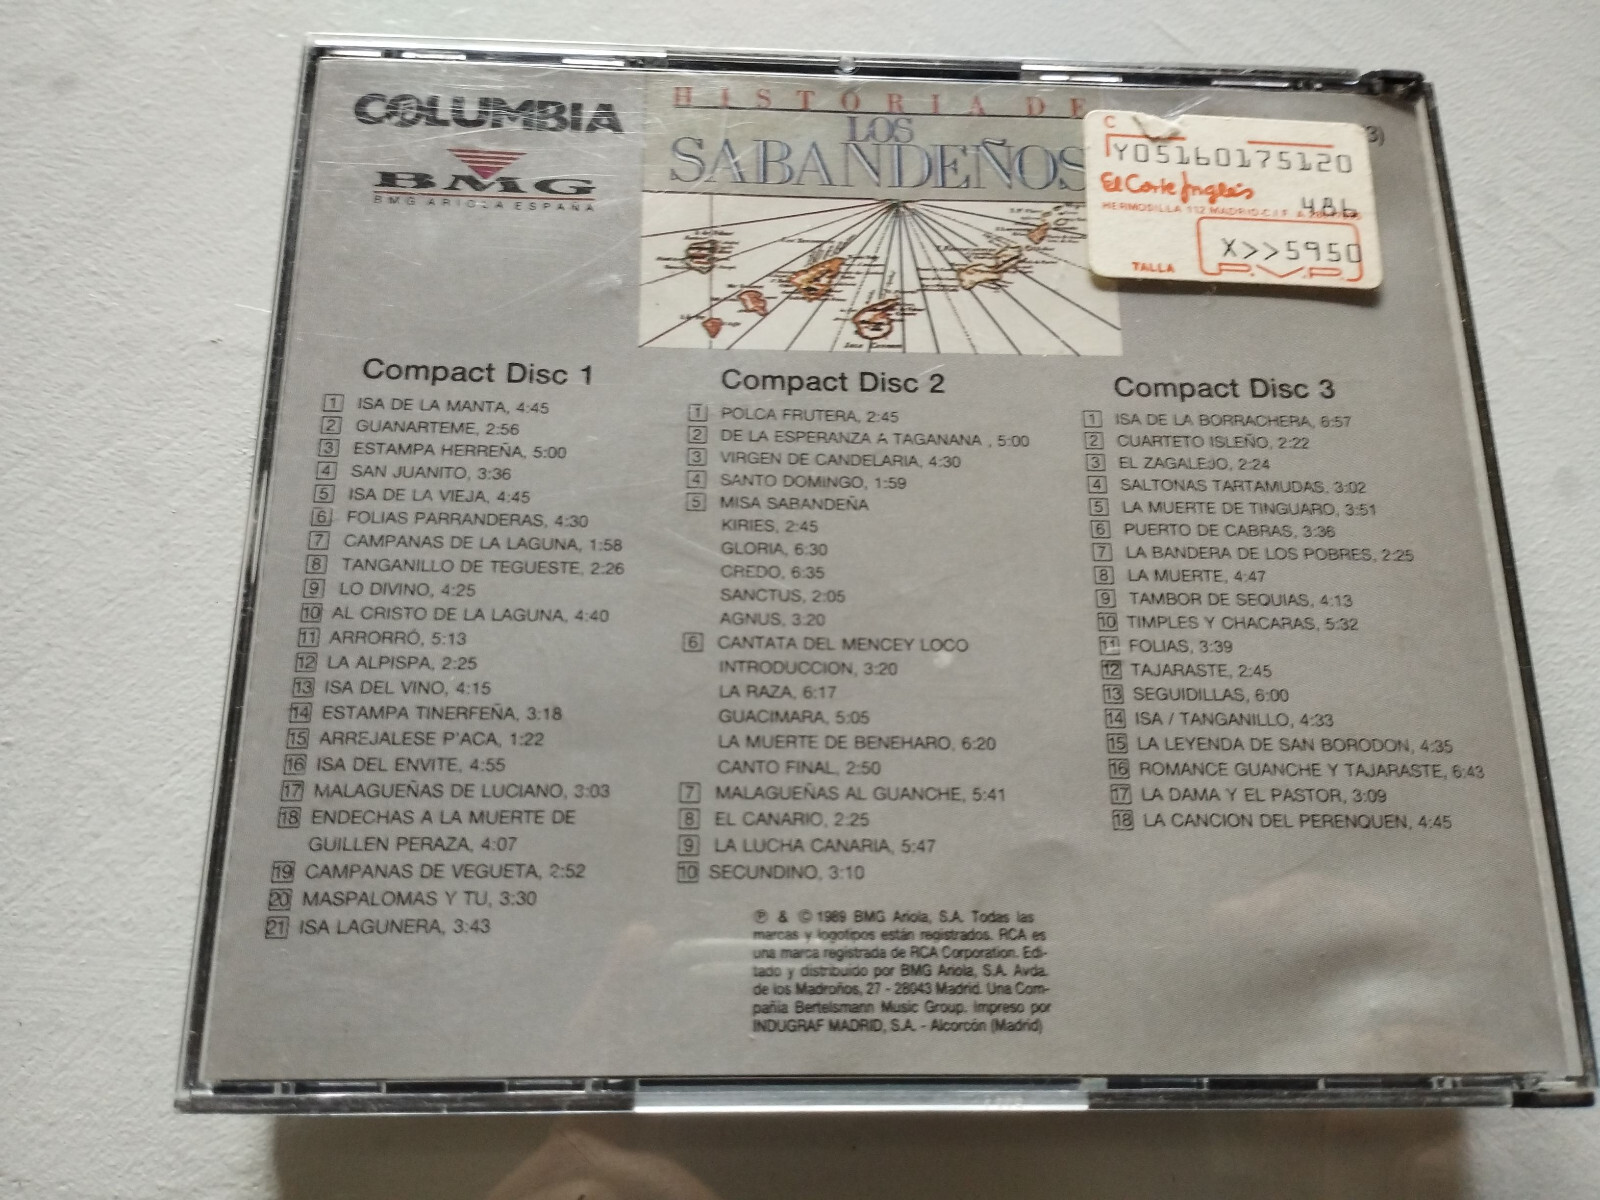 COLUMBIA
BMG
BMG ARIOLA ESPAÑA
HISTORIA DE
LOS
SABANDEÑOS
3)
C
Y05160175120
El Corte Inglés
HERMOSILLA 112 MADRID C.I.F.
486
X>>5950
TALLA
P.V.P.
Compact Disc 1
1 ISA DE LA MANTA, 4:45
2 GUANARTEME, 2:56
3 ESTAMPA HERREÑA, 5:00
4 SAN JUANITO, 3:36
5 ISA DE LA VIEJA, 4:45
6 FOLIAS PARRANDERAS, 4:30
7 CAMPANAS DE LA LAGUNA, 1:58
8 TANGANILLO DE TEGUESTE, 2:26
9 LO DIVINO, 4:25
10 AL CRISTO DE LA LAGUNA, 4:40
11 ARRORRÓ, 5:13
12 LA ALPISPA, 2:25
13 ISA DEL VINO, 4:15
14 ESTAMPA TINERFEÑA, 3:18
15 ARREJALESE P'ACA, 1:22
16 ISA DEL ENVITE, 4:55
17 MALAGUEÑAS DE LUCIANO, 3:03
18 ENDECHAS A LA MUERTE DE
GUILLEN PERAZA, 4:07
19 CAMPANAS DE VEGUETA, 2:52
20 MASPALOMAS Y TU, 3:30
21 ISA LAGUNERA, 3:43
Compact Disc 2
1 POLCA FRUTERA, 2:45
2 DE LA ESPERANZA A TAGANANA , 5:00
3 VIRGEN DE CANDELARIA, 4:30
4 SANTO DOMINGO, 1:59
5 MISA SABANDEÑA
KIRIES, 2:45
GLORIA, 6:30
CREDO, 6:35
SANCTUS, 2:05
AGNUS, 3:20
6 CANTATA DEL MENCEY LOCO
INTRODUCCION, 3:20
LA RAZA, 6:17
GUACIMARA, 5:05
LA MUERTE DE BENEHARO, 6:20
CANTO FINAL, 2:50
7 MALAGUEÑAS AL GUANCHE, 5:41
8 EL CANARIO, 2:25
9 LA LUCHA CANARIA, 5:47
10 SECUNDINO, 3:10
Compact Disc 3
1 ISA DE LA BORRACHERA, 6:57
2 CUARTETO ISLEÑO, 2:22
3 EL ZAGALEJO, 2:24
4 SALTONAS TARTAMUDAS, 3:02
5 LA MUERTE DE TINGUARO, 3:51
6 PUERTO DE CABRAS, 3:36
7 LA BANDERA DE LOS POBRES, 2:25
8 LA MUERTE, 4:47
9 TAMBOR DE SEQUIAS, 4:13
10 TIMPLES Y CHACARAS, 5:32
11 FOLIAS, 3:39
12 TAJARASTE, 2:45
13 SEGUIDILLAS, 6:00
14 ISA / TANGANILLO, 4:33
15 LA LEYENDA DE SAN BORODON, 4:35
16 ROMANCE GUANCHE Y TAJARASTE, 6:43
17 LA DAMA Y EL PASTOR, 3:09
18 LA CANCION DEL PERENQUEN, 4:45
℗ & © 1989 BMG Ariola, S.A. Todas las
marcas y logotipos están registrados. RCA es
una marca registrada de RCA Corporation. Edi-
tado y distribuido por BMG Ariola, S.A. Avda.
de los Madroños, 27 - 28043 Madrid. Una Com-
pañia Bertelsmann Music Group. Impreso por
INDUGRAF MADRID, S.A. - Alcorcón (Madrid)